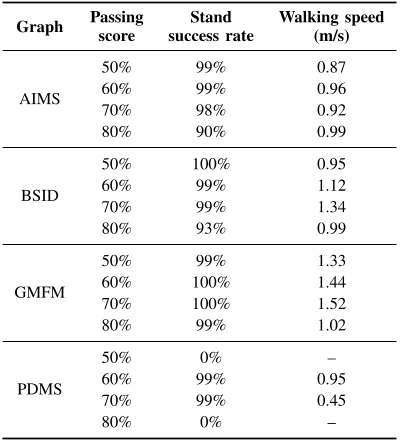 Graph Passing score Stand success rate Walking speed (m/s)
AIMS
50% 99% 0.87
60% 99% 0.96
70% 98% 0.92
80% 90% 0.99
BSID
50% 100% 0.95
60% 99% 1.12
70% 99% 1.34
80% 93% 0.99
GMFM
50% 99% 1.33
60% 100% 1.44
70% 100% 1.52
80% 99% 1.02
PDMS
50% 0% –
60% 99% 0.95
70% 99% 0.45
80% 0% –